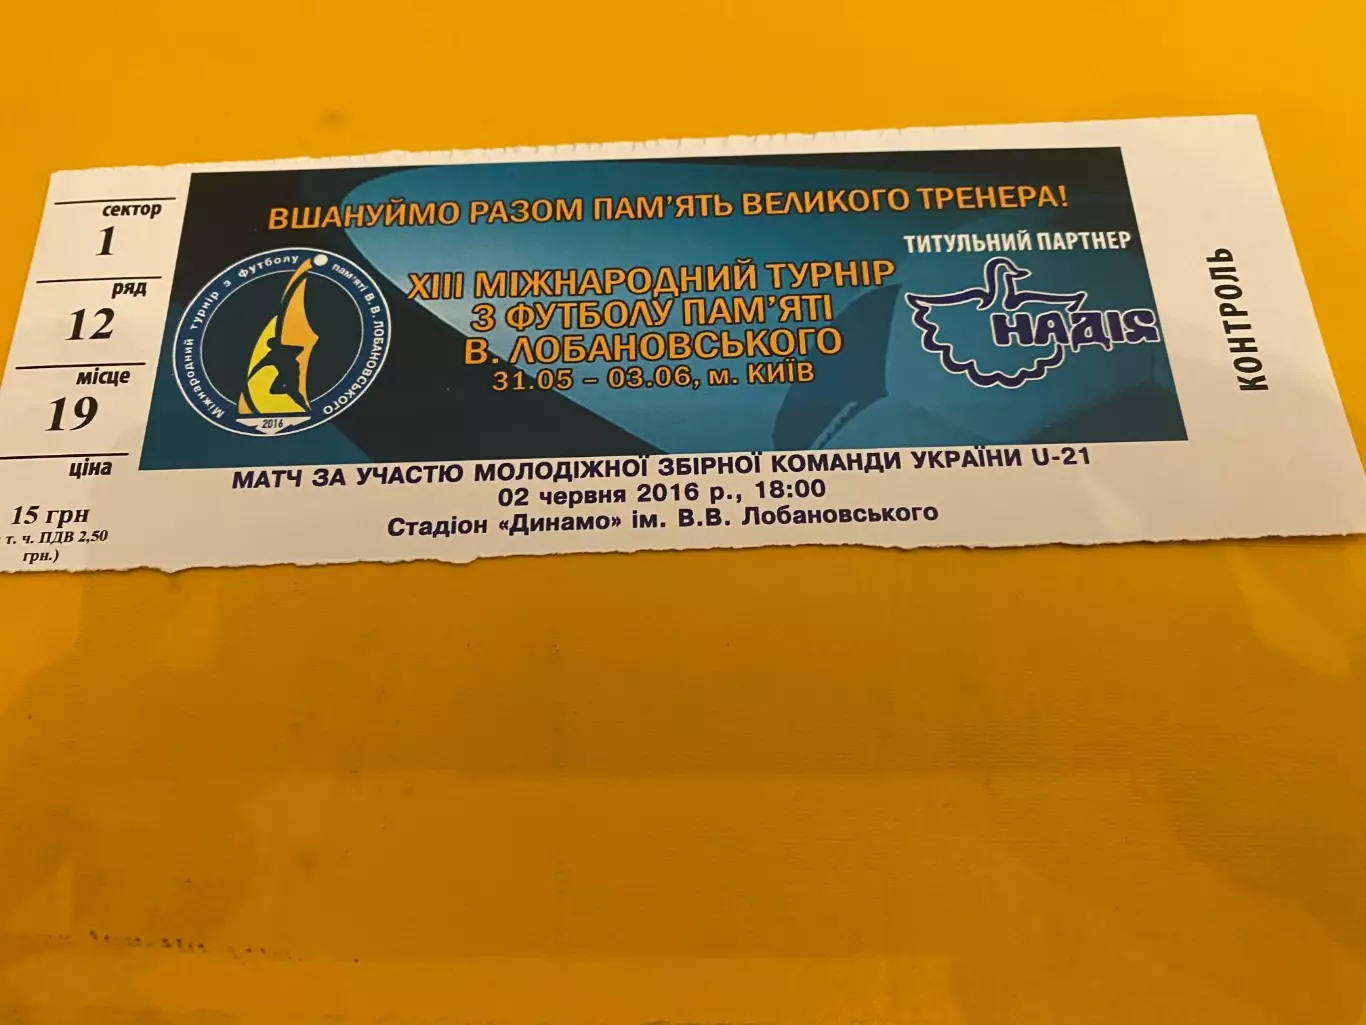 сектор
1
ряд
12
місце
19
ціна
15 грн
т. ч. ПДВ 2,50
грн.)
ВШАНУЙМО РАЗОМ ПАМ'ЯТЬ ВЕЛИКОГО ТРЕНЕРА!
Міжнародний турнір з футболу пам'яті В.В. ЛОБАНОВСЬКОГО
2016
XIII МІЖНАРОДНИЙ ТУРНІР
З ФУТБОЛУ ПАМ'ЯТІ
В. ЛОБАНОВСЬКОГО
31.05 – 03.06, м. КИЇВ
ТИТУЛЬНИЙ ПАРТНЕР
НАДІЯ
МАТЧ ЗА УЧАСТЮ МОЛОДІЖНОЇ ЗБІРНОЇ КОМАНДИ УКРАЇНИ U-21
02 червня 2016 р., 18:00
Стадіон «Динамо» ім. В.В. Лобановського
КОНТРОЛЬ